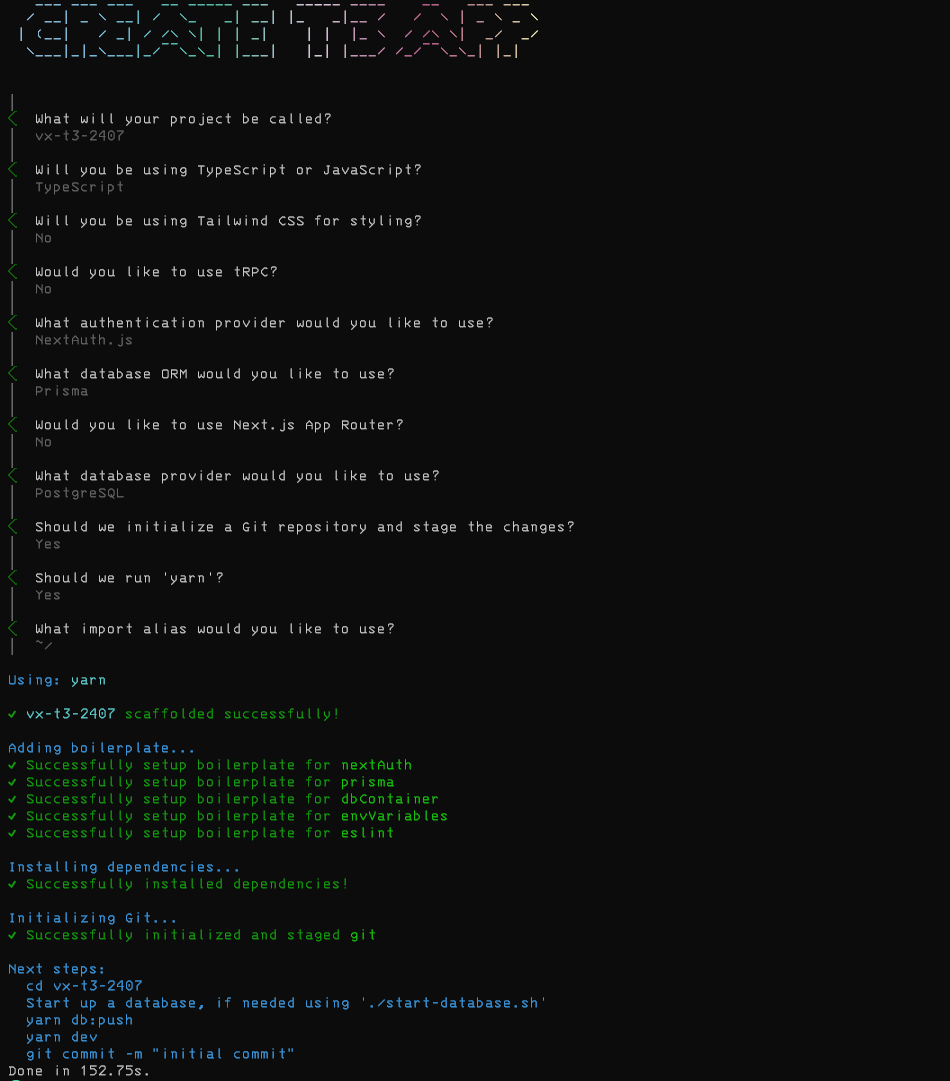 CREATE T3 APP
What will your project be called?
vx-t3-2407
Will you be using TypeScript or JavaScript?
TypeScript
Will you be using Tailwind CSS for styling?
No
Would you like to use tRPC?
No
What authentication provider would you like to use?
NextAuth.js
What database ORM would you like to use?
Prisma
Would you like to use Next.js App Router?
No
What database provider would you like to use?
PostgreSQL
Should we initialize a Git repository and stage the changes?
Yes
Should we run 'yarn'?
Yes
What import alias would you like to use?
~/
Using: yarn
✔ vx-t3-2407 scaffolded successfully!
Adding boilerplate...
✔ Successfully setup boilerplate for nextAuth
✔ Successfully setup boilerplate for prisma
✔ Successfully setup boilerplate for dbContainer
✔ Successfully setup boilerplate for envVariables
✔ Successfully setup boilerplate for eslint
Installing dependencies...
✔ Successfully installed dependencies!
Initializing Git...
✔ Successfully initialized and staged git
Next steps:
cd vx-t3-2407
Start up a database, if needed using './start-database.sh'
yarn db:push
yarn dev
git commit -m "initial commit"
Done in 152.75s.